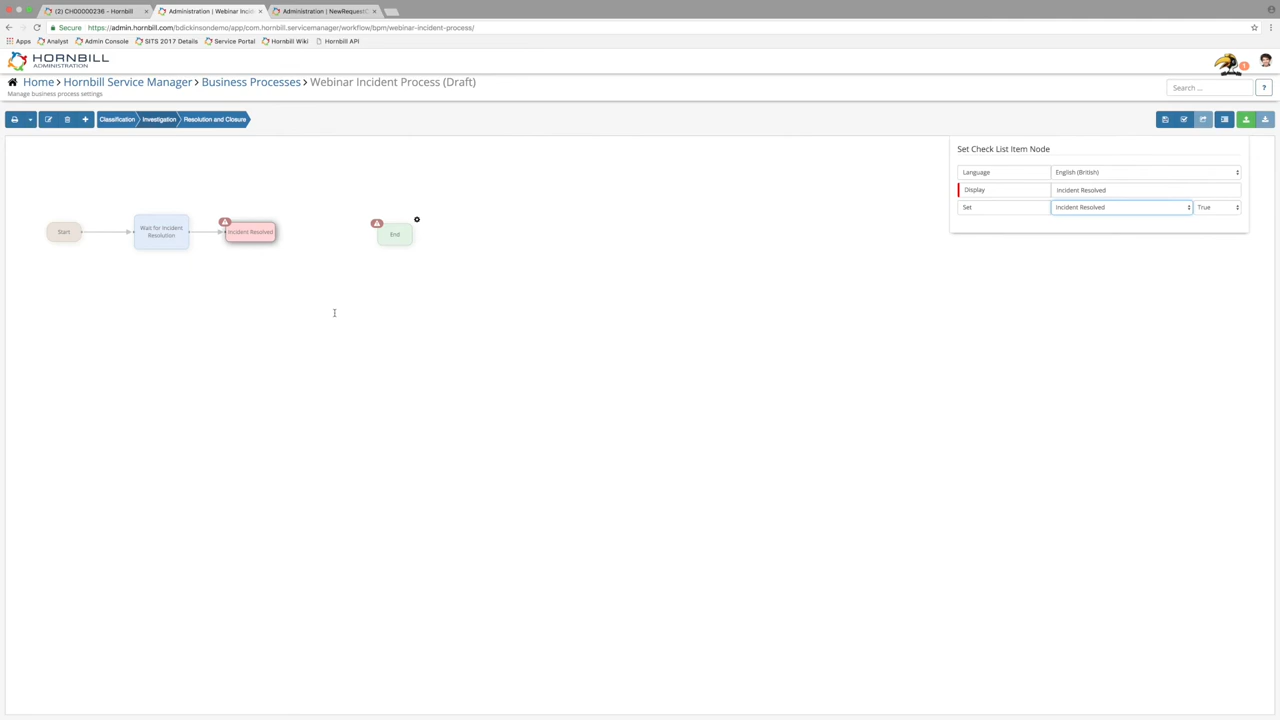 (2) CH00000236 – Hornbill
Administration | Webinar Incid
Administration | NewRequestC
Secure
https://admin.hornbill.com/bdickinsondemo/app/com.hornbill.servicemanager/workflow/bpm/webinar-incident-process/
Apps
Analyst
Admin Console
SITS 2017 Details
Service Portal
Hornbill Wiki
Hornbill API
HORNBILL
ADMINISTRATION
1
Home > Hornbill Service Manager > Business Processes > Webinar Incident Process (Draft)
Manage business process settings
Search ...
?
Classification
Investigation
Resolution and Closure
Set Check List Item Node
Language
English (British)
Display
Incident Resolved
Set
Incident Resolved
True
Start
Wait for Incident
Resolution
Incident Resolved
End